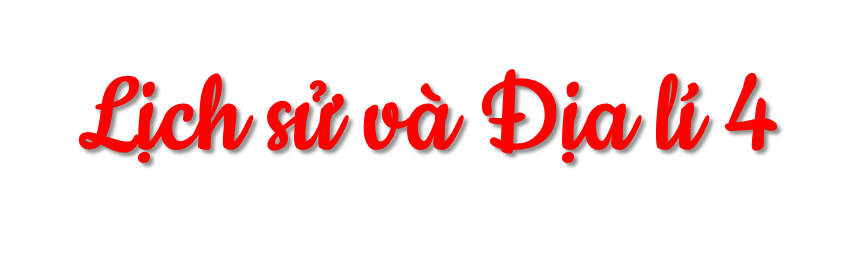 Lịch sử và Địa lí 4